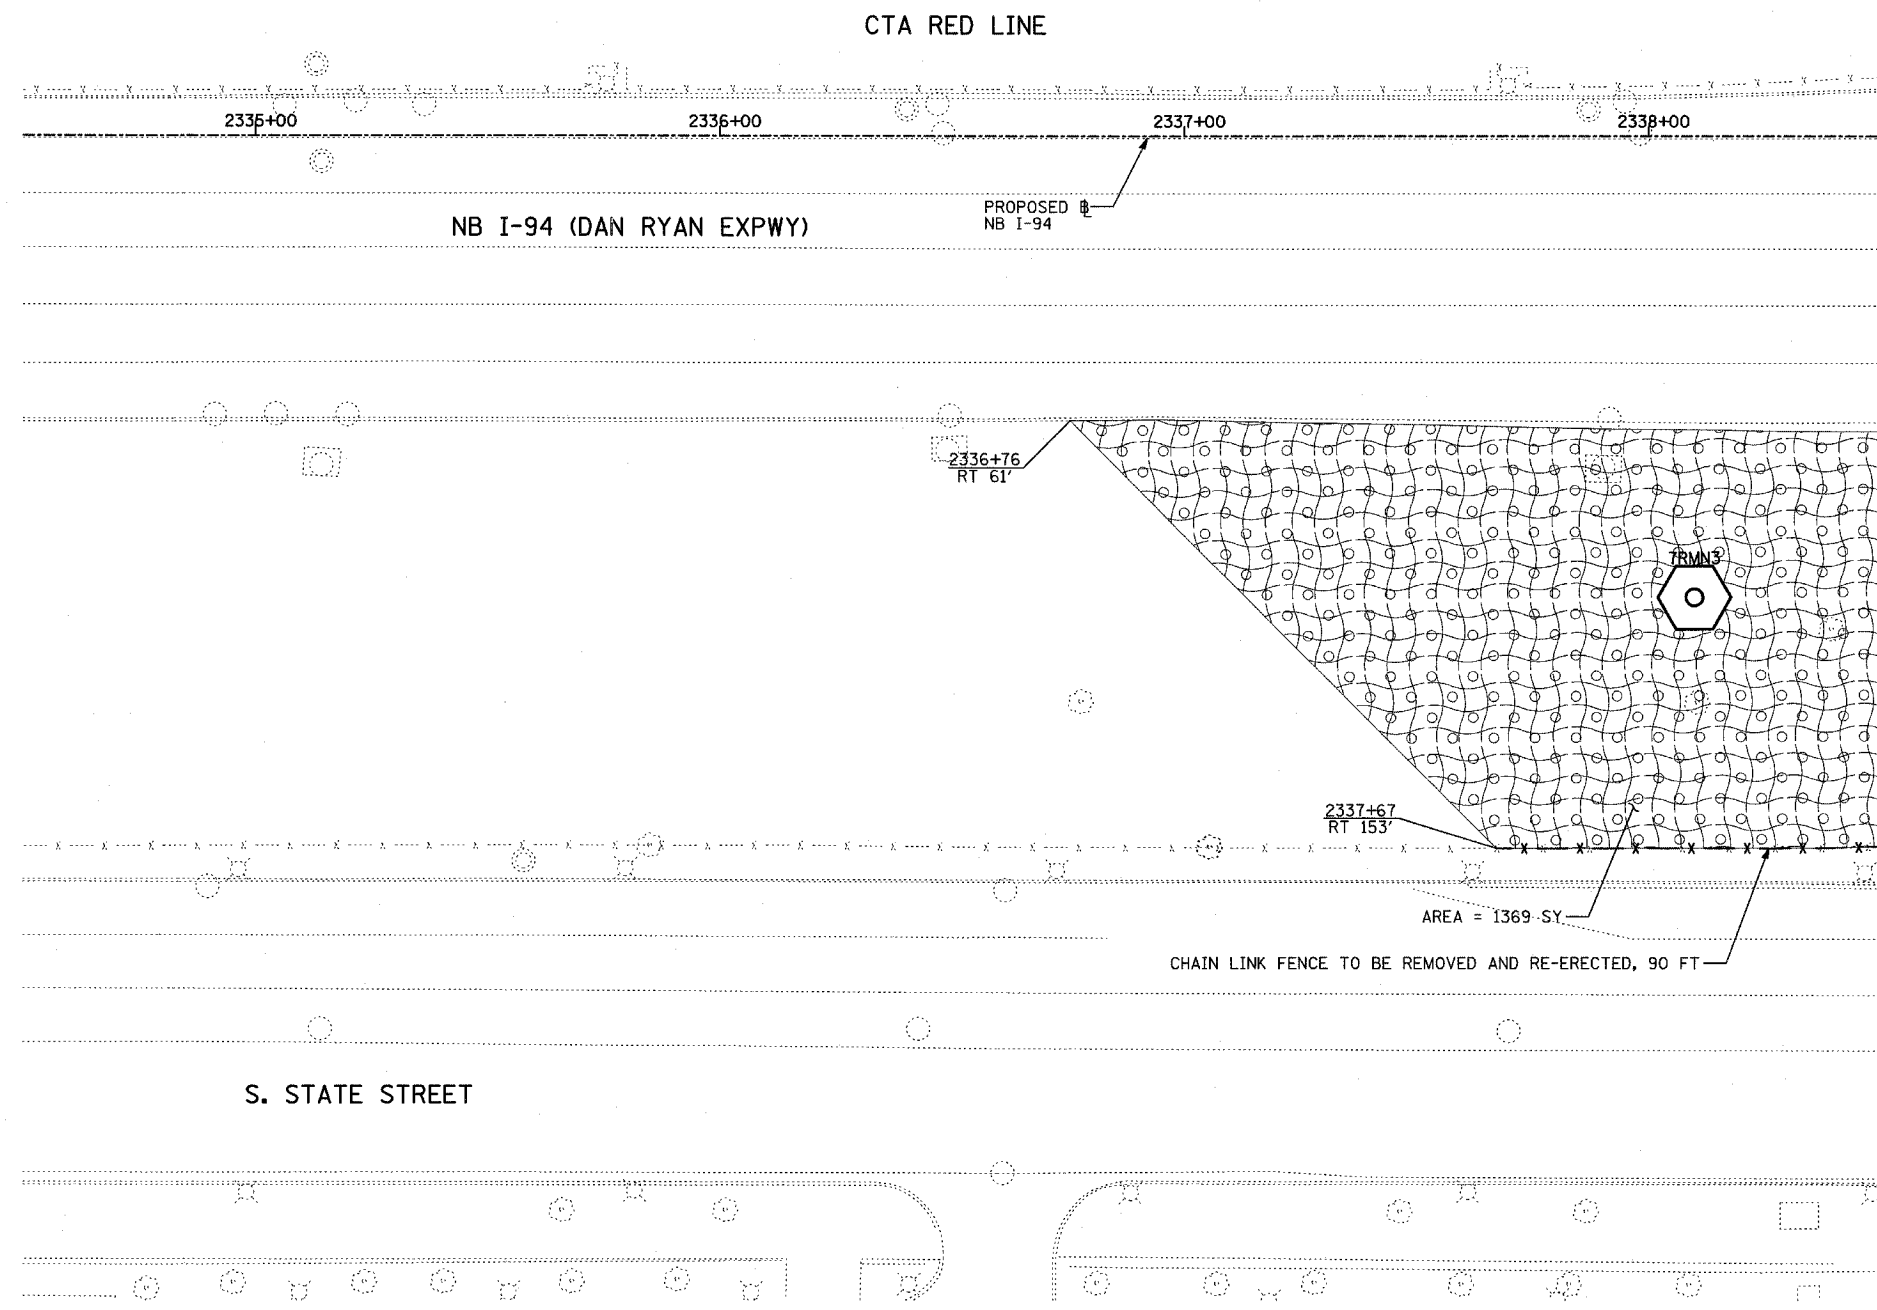 CTA RED LINE
2335+00
2336+00
2337+00
2338+00
PROPOSED ℄
NB I-94
NB I-94 (DAN RYAN EXPWY)
2336+76
RT 61'
7RMN3
2337+67
RT 153'
AREA = 1369 SY
CHAIN LINK FENCE TO BE REMOVED AND RE-ERECTED, 90 FT
S. STATE STREET